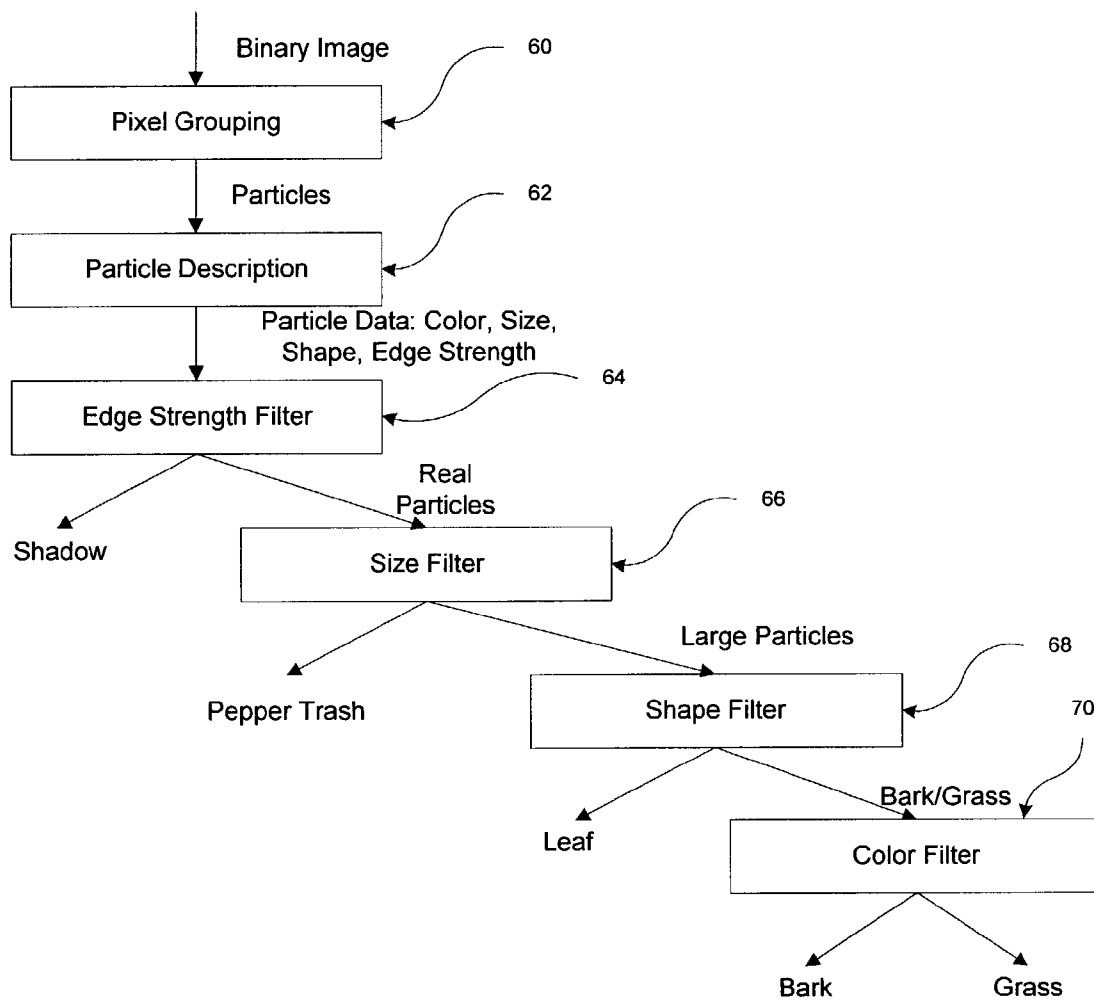 Binary Image
60
Pixel Grouping
Particles
62
Particle Description
Particle Data: Color, Size,
Shape, Edge Strength
64
Edge Strength Filter
Real
Particles
66
Shadow
Size Filter
Large Particles
68
Pepper Trash
Shape Filter
70
Bark/Grass
Leaf
Color Filter
Bark
Grass